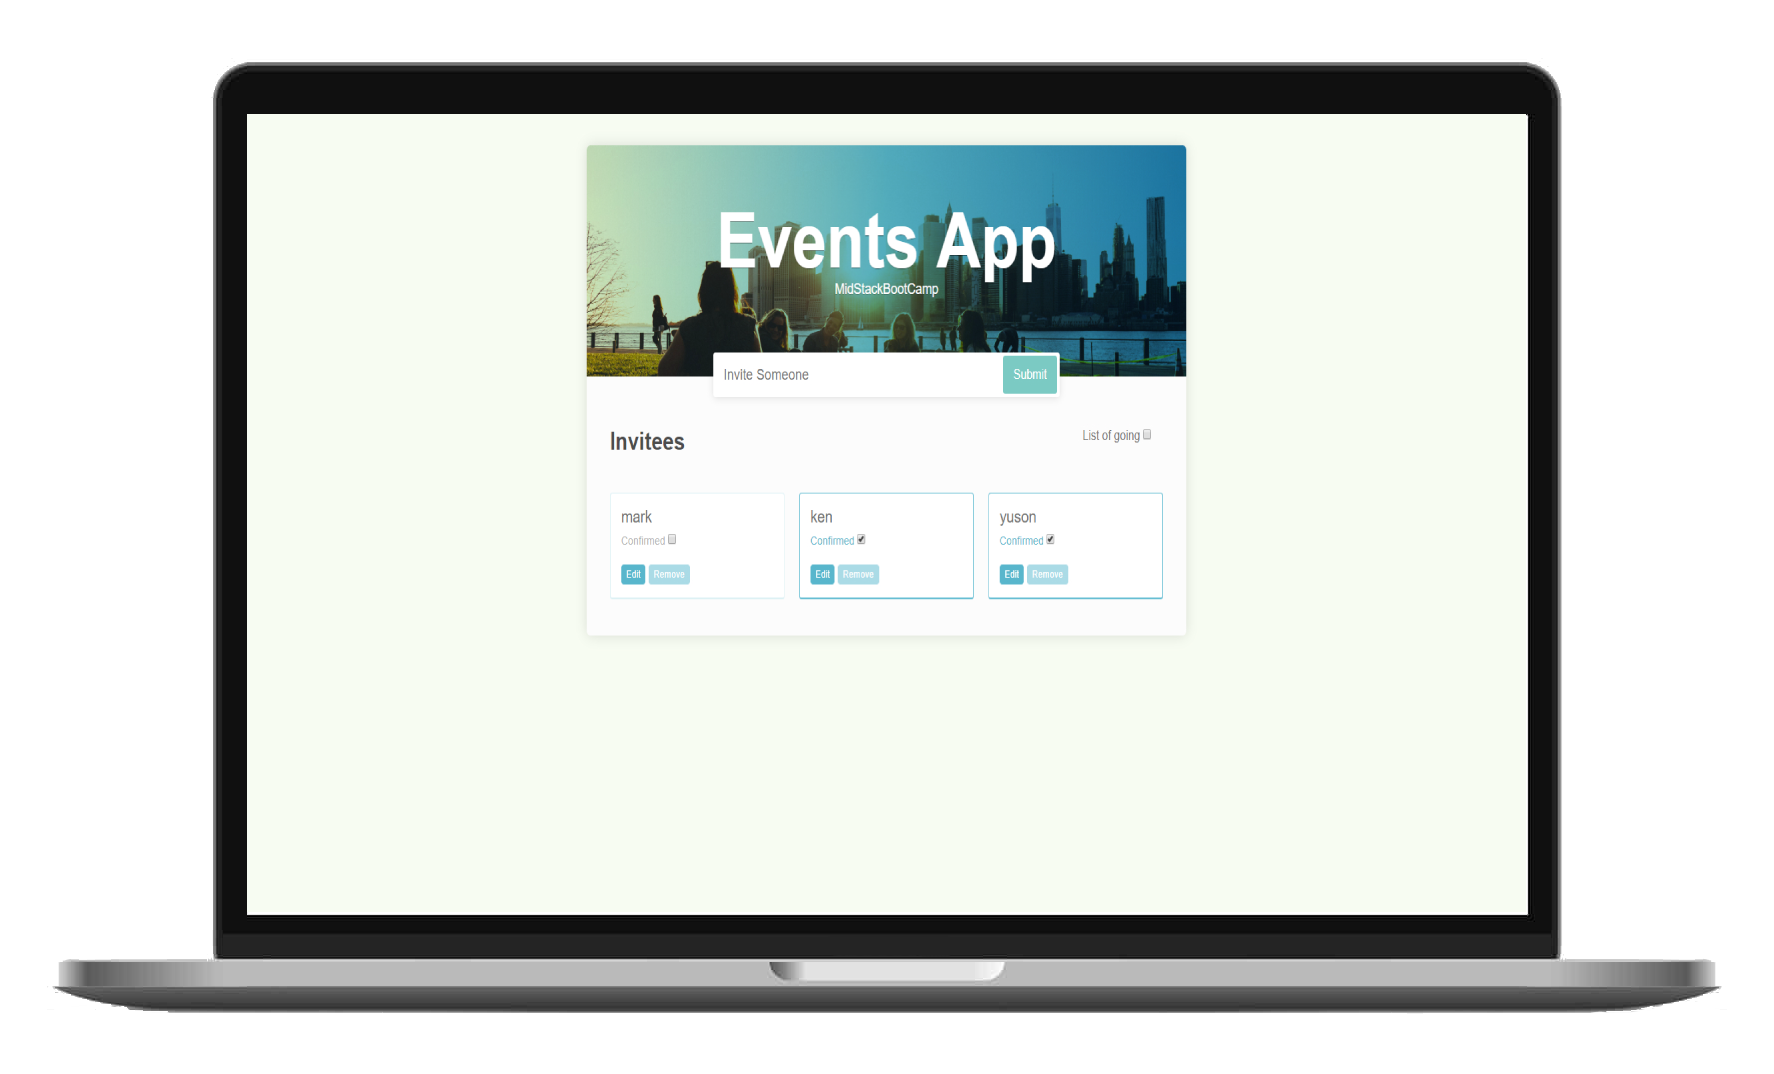 Events App
MidStackBootCamp
Invite Someone Submit
Invitees List of going
mark ken yuson
Confirmed Confirmed Confirmed
Edit Remove Edit Remove Edit Remove